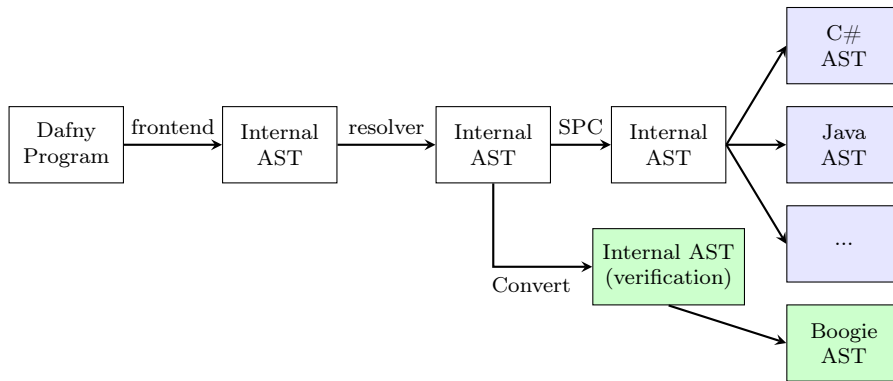 Dafny
Program
frontend
Internal
AST
resolver
Internal
AST
SPC
Internal
AST
C#
AST
Java
AST
...
Convert
Internal AST
(verification)
Boogie
AST